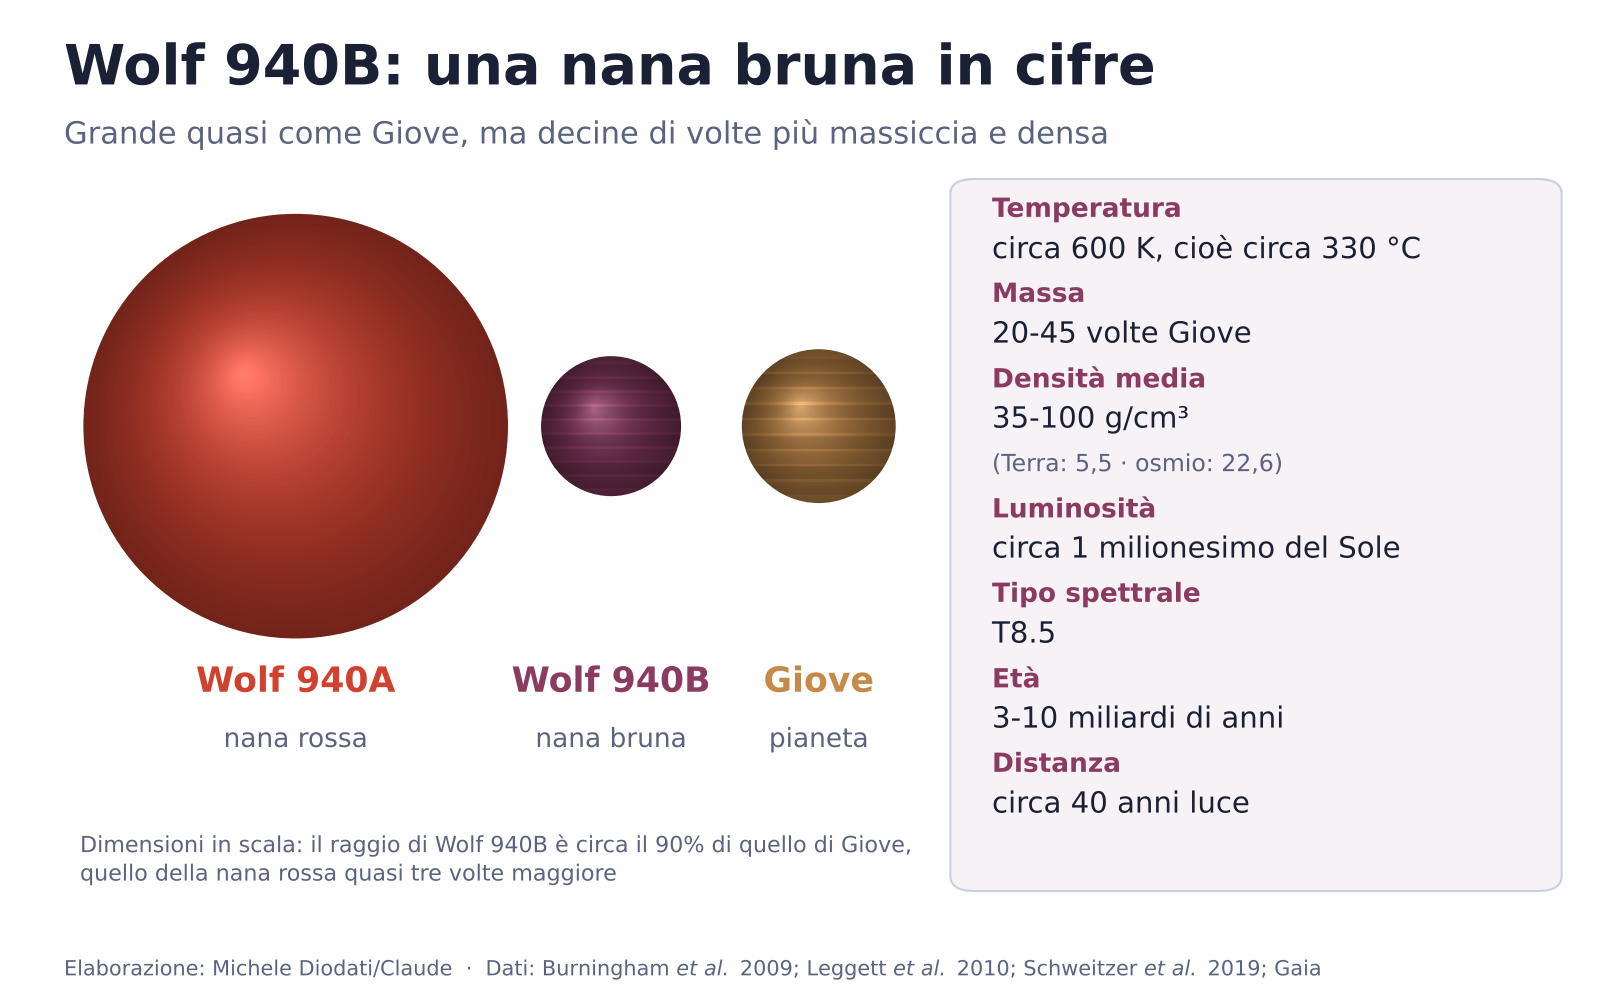 Wolf 940B: una nana bruna in cifre
Grande quasi come Giove, ma decine di volte più massiccia e densa
Wolf 940A
nana rossa
Wolf 940B
nana bruna
Giove
pianeta
Dimensioni in scala: il raggio di Wolf 940B è circa il 90% di quello di Giove,
quello della nana rossa quasi tre volte maggiore
Temperatura
circa 600 K, cioè circa 330 °C
Massa
20-45 volte Giove
Densità media
35-100 g/cm³
(Terra: 5,5 · osmio: 22,6)
Luminosità
circa 1 milionesimo del Sole
Tipo spettrale
T8.5
Età
3-10 miliardi di anni
Distanza
circa 40 anni luce
Elaborazione: Michele Diodati/Claude · Dati: Burningham et al. 2009; Leggett et al. 2010; Schweitzer et al. 2019; Gaia